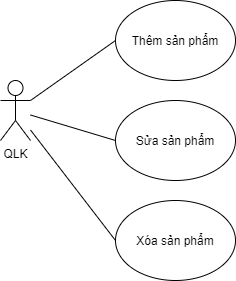 Thêm sản phẩm
Sửa sản phẩm
QLK
Xóa sản phẩm